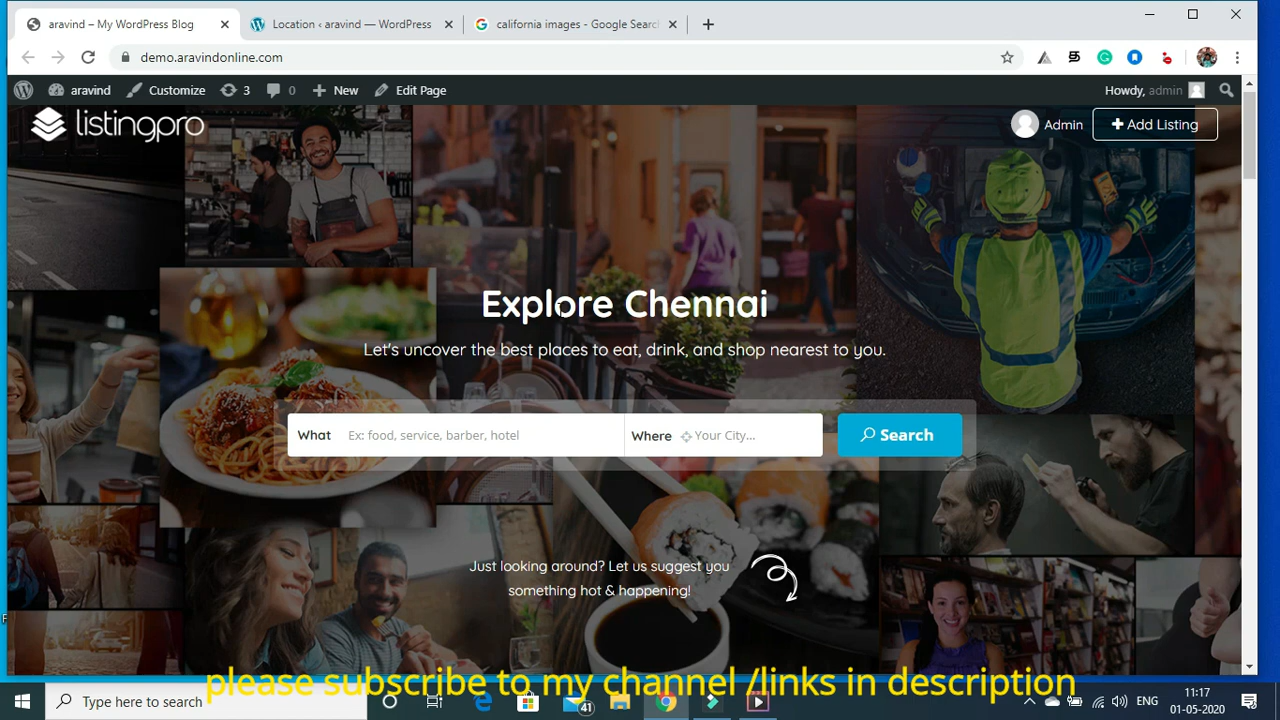 aravind – My WordPress Blog
Location ‹ aravind — WordPress
california images - Google Searc
demo.aravindonline.com
aravind
Customize
3
0
New
Edit Page
Howdy, admin
listingpro
Admin
Add Listing
Explore Chennai
Let's uncover the best places to eat, drink, and shop nearest to you.
What
Ex: food, service, barber, hotel
Where
Your City...
Search
Just looking around? Let us suggest you
something hot & happening!
please subscribe to my channel /links in description
Type here to search
41
ENG
11:17
01-05-2020